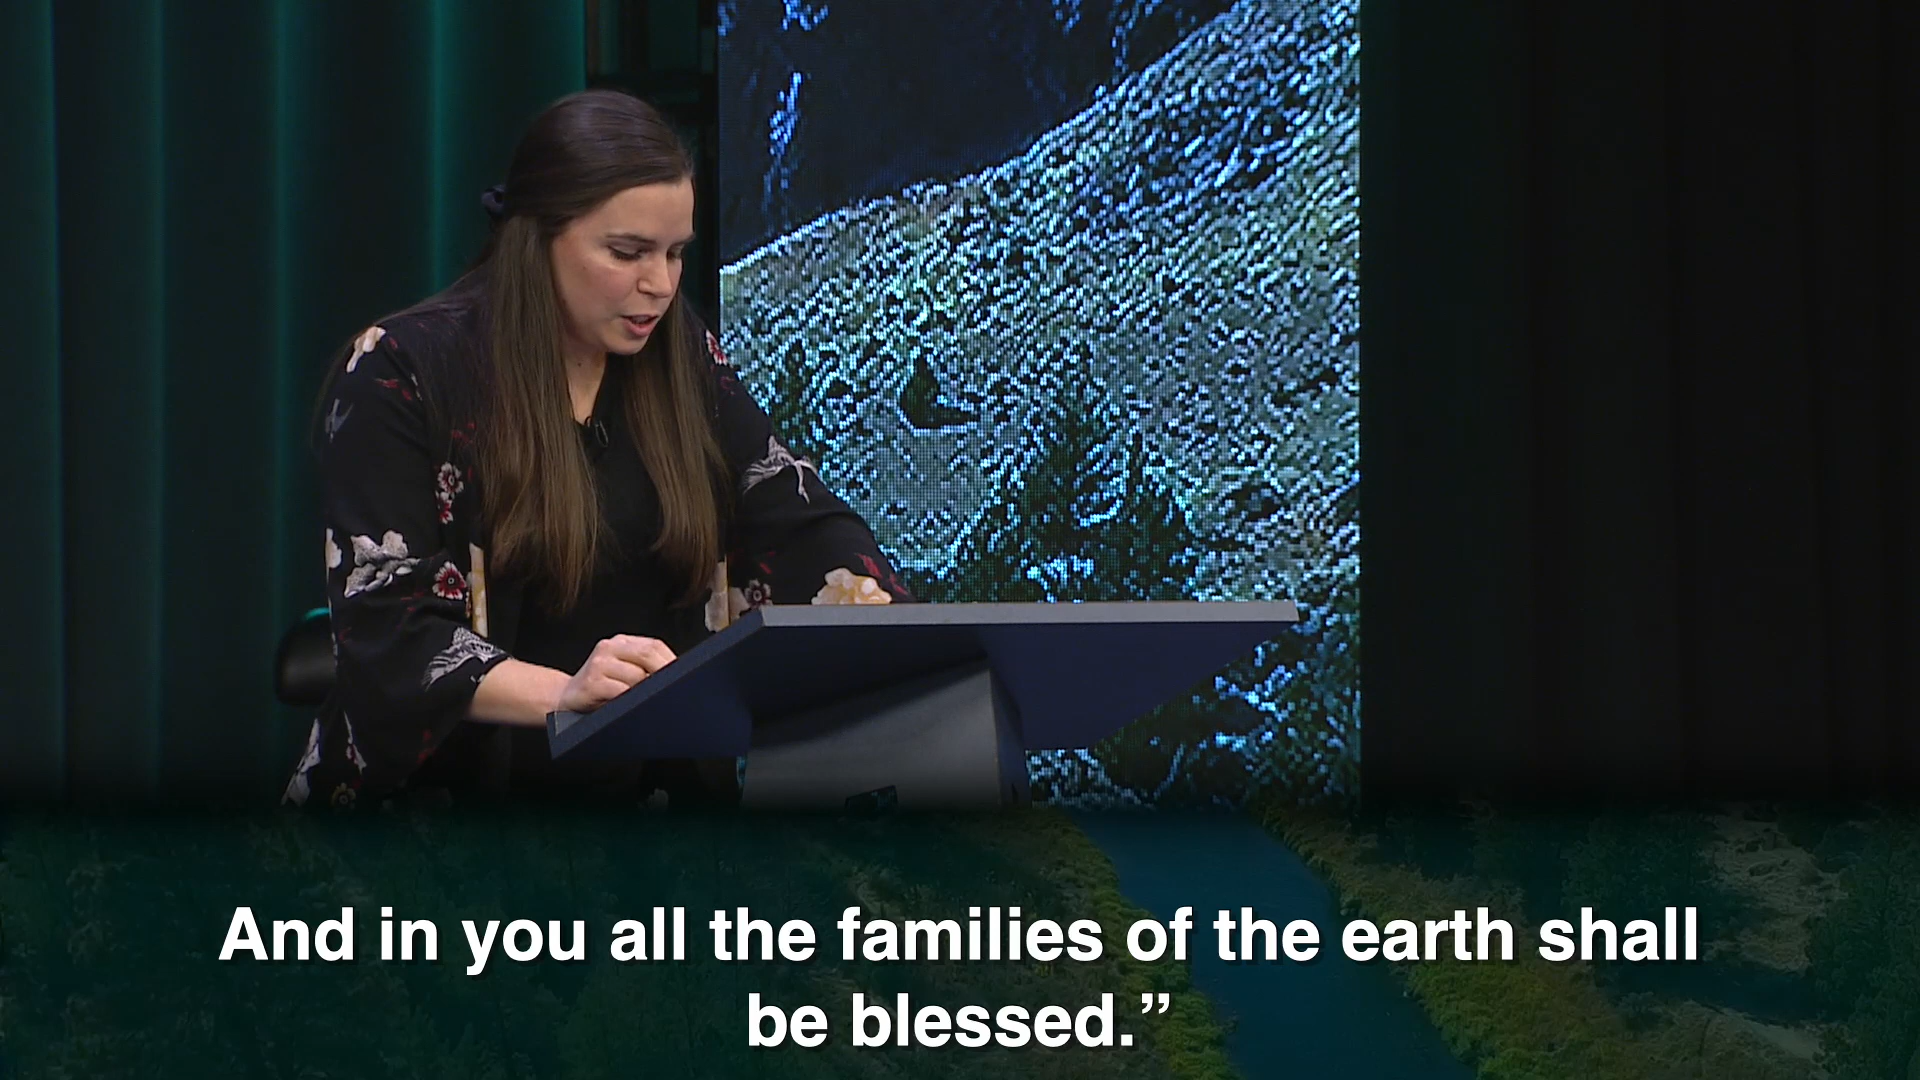 And in you all the families of the earth shall
be blessed.”